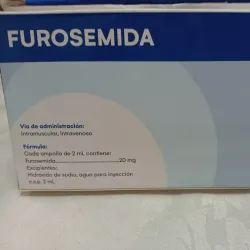 FUROSEMIDA
Vía de administración:
Intramuscular, intravenosa
Fórmula:
Cada ampolla de 2 mL contiene:
Furosemida............................20 mg
Excipientes:
Hidróxido de sodio, agua para inyección
c.s.p. 2 mL